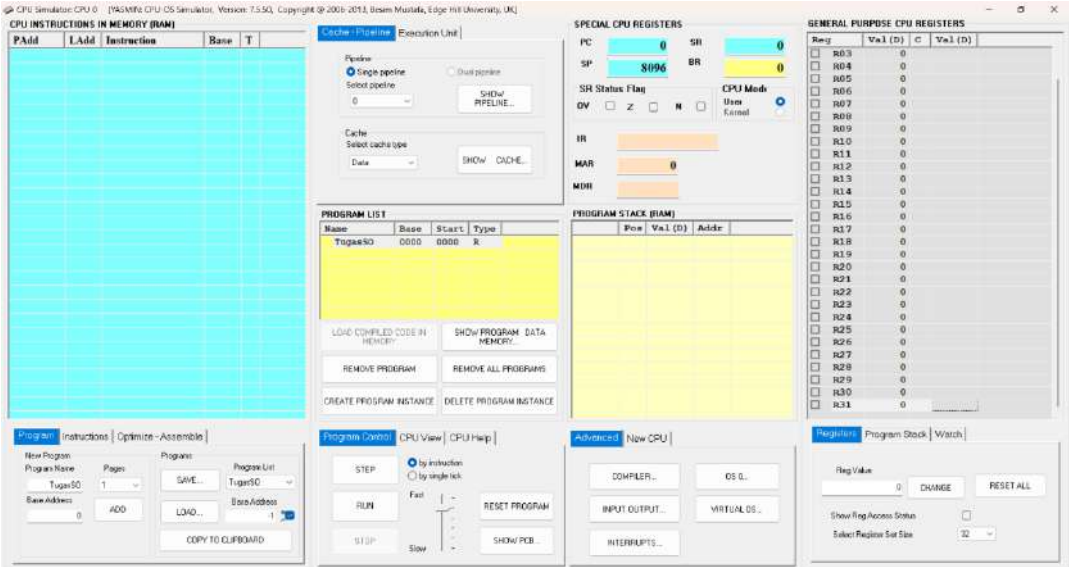 CPU Simulator: CPU 0 [YASMIN: CPU-OS Simulator, Version: 7.5.50, Copyright @ 2006-2013, Besim Mustafa, Edge Hill University, UK]
CPU INSTRUCTIONS IN MEMORY (RAM)
PAdd LAdd Instruction Base T
Program Instructions Optimize - Assemble
New Program
Program Name Pages
TugasSO 1
Base Address
0 ADD
Programs
SAVE... Program List
TugasSO
LOAD... Base Address
-1
COPY TO CLIPBOARD
Cache - Pipeline Execution Unit
Pipeline
Single pipeline Dual pipeline
Select pipeline
0 SHOW PIPELINE...
Cache
Select cache type
Data SHOW CACHE...
PROGRAM LIST
Name Base Start Type
TugasSO 0000 0000 R
LOAD COMPILED CODE IN MEMORY SHOW PROGRAM DATA MEMORY...
REMOVE PROGRAM REMOVE ALL PROGRAMS
CREATE PROGRAM INSTANCE DELETE PROGRAM INSTANCE
Program Control CPU View CPU Help
STEP by instruction
by single tick
RUN Fast RESET PROGRAM
STOP Slow SHOW PCB...
SPECIAL CPU REGISTERS
PC 0 SR 0
SP 8096 BR 0
SR Status Flag CPU Mode
OV Z N User
Kernel
IR
MAR 0
MDR
PROGRAM STACK (RAM)
Pos Val (D) Addr
Advanced New CPU
COMPILER... OS 0...
INPUT OUTPUT... VIRTUAL OS...
INTERRUPTS...
GENERAL PURPOSE CPU REGISTERS
Reg Val (D) C Val (D)
R03 0
R04 0
R05 0
R06 0
R07 0
R08 0
R09 0
R10 0
R11 0
R12 0
R13 0
R14 0
R15 0
R16 0
R17 0
R18 0
R19 0
R20 0
R21 0
R22 0
R23 0
R24 0
R25 0
R26 0
R27 0
R28 0
R29 0
R30 0
R31 0
Registers Program Stack Watch
Reg Value
0 CHANGE RESET ALL
Show Reg Access Status
Select Register Set Size 32